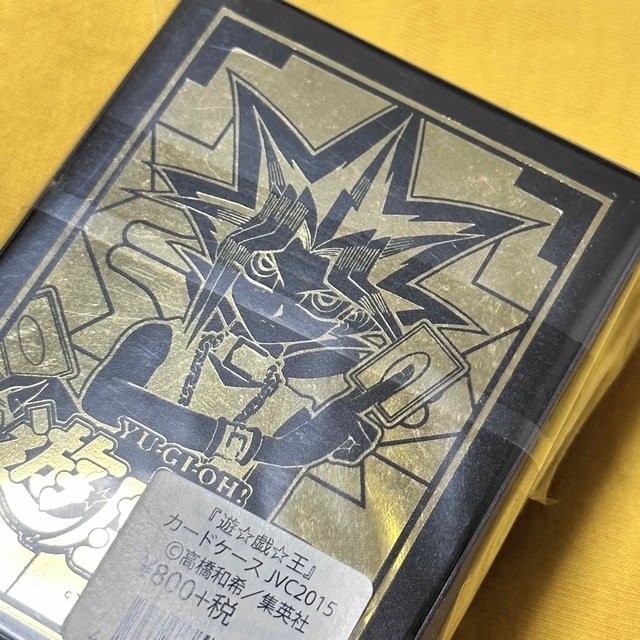 YU-GI-OH!
遊
『遊☆戯☆王』
カードケース JVC2015
©高橋和希／集英社
¥800+税